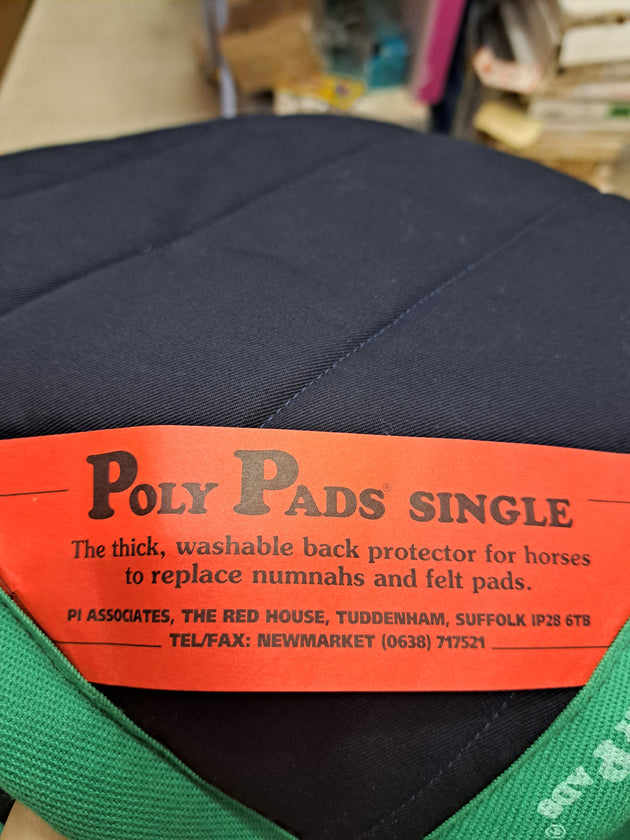 POLY PADS® SINGLE
The thick, washable back protector for horses
to replace numnahs and felt pads.
PI ASSOCIATES, THE RED HOUSE, TUDDENHAM, SUFFOLK IP28 6TB
TEL/FAX: NEWMARKET (0638) 717521
ADS